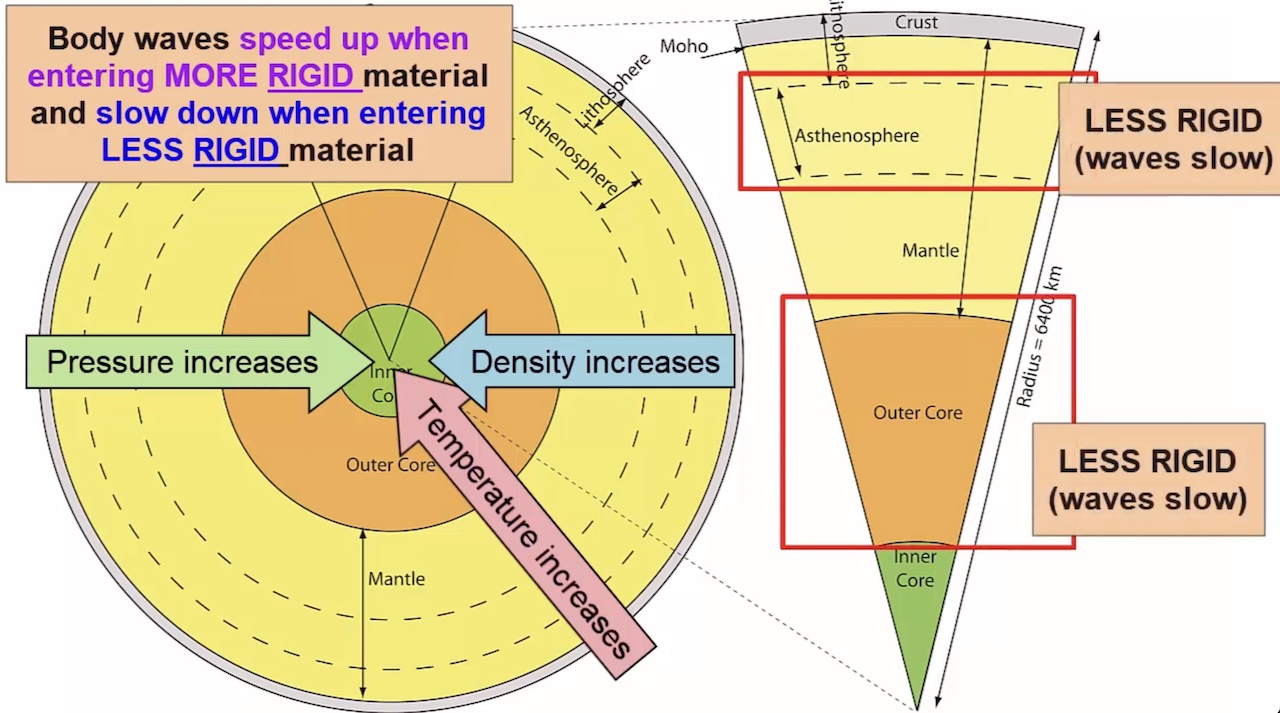 Body waves speed up when
entering MORE RIGID material
and slow down when entering
LESS RIGID material
Lithosphere
Asthenosphere
Pressure increases
Density increases
Temperature increases
Inner
Co
Outer Core
Mantle
Crust
Moho
ithosphere
Asthenosphere
LESS RIGID
(waves slow)
Mantle
Radius = 6400 km
Outer Core
LESS RIGID
(waves slow)
Inner
Core